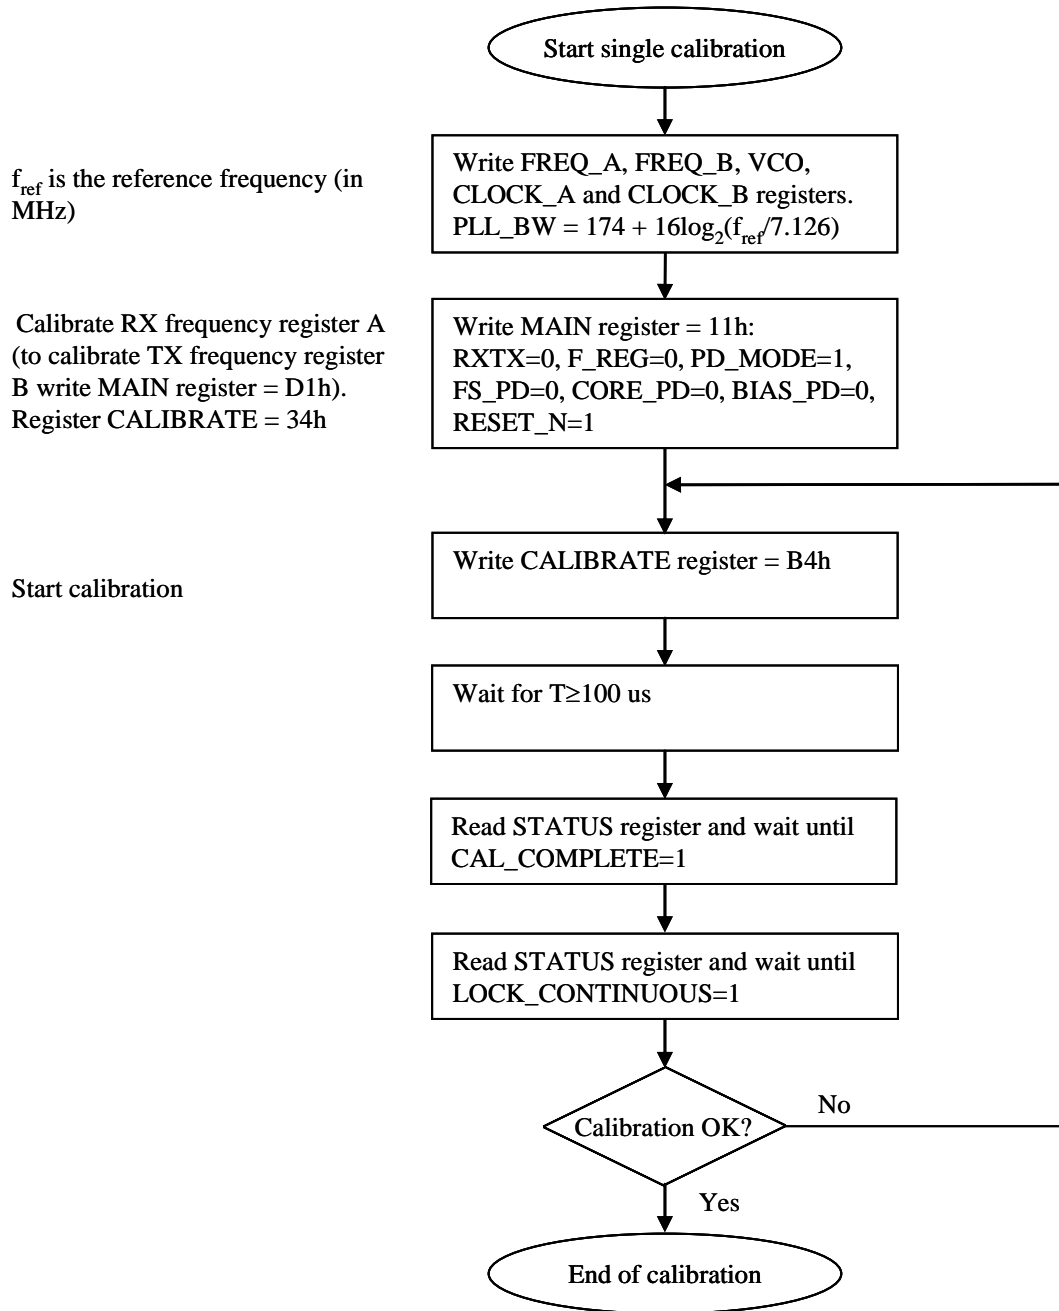 Start single calibration
f_ref is the reference frequency (in
MHz)
Write FREQ_A, FREQ_B, VCO,
CLOCK_A and CLOCK_B registers.
PLL_BW = 174 + 16log_2(f_ref/7.126)
Calibrate RX frequency register A
(to calibrate TX frequency register
B write MAIN register = D1h).
Register CALIBRATE = 34h
Write MAIN register = 11h:
RXTX=0, F_REG=0, PD_MODE=1,
FS_PD=0, CORE_PD=0, BIAS_PD=0,
RESET_N=1
Start calibration
Write CALIBRATE register = B4h
Wait for T≥100 us
Read STATUS register and wait until
CAL_COMPLETE=1
Read STATUS register and wait until
LOCK_CONTINUOUS=1
Calibration OK?
No
Yes
End of calibration